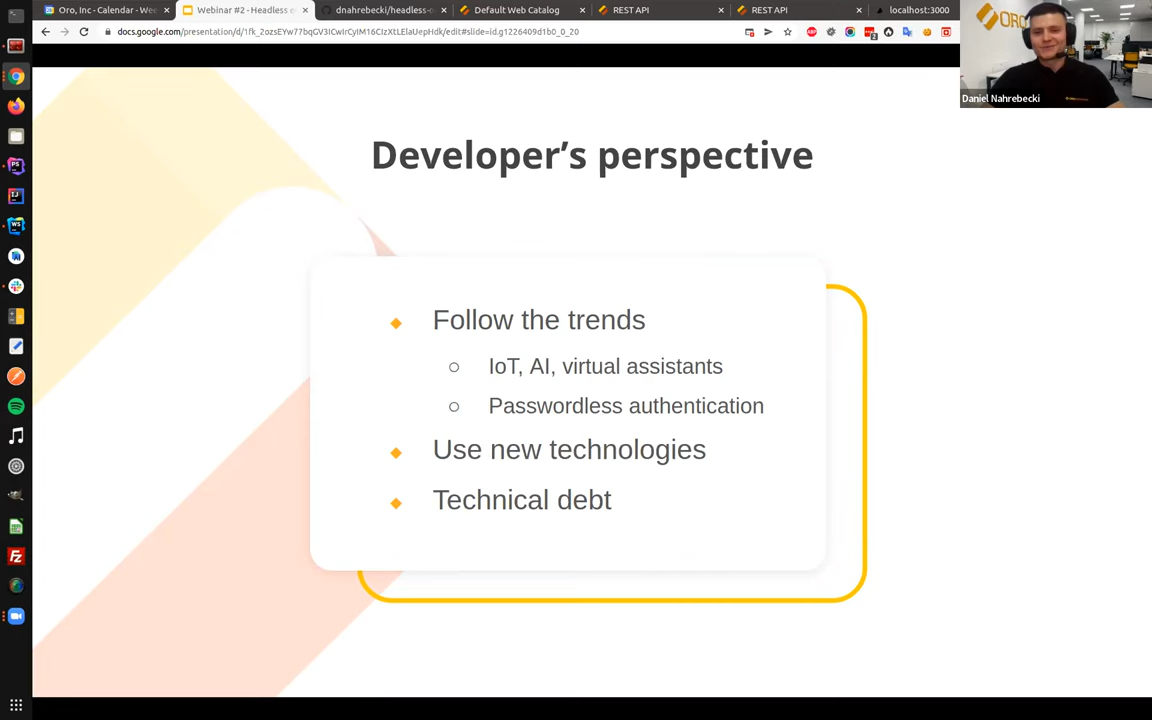 Oro, Inc - Calendar - Wee
Webinar #2 - Headless e
dnahrebecki/headless-o
Default Web Catalog
REST API
REST API
localhost:3000
docs.google.com/presentation/d/
/edit#slide=id.g1226409d1b0_0_20
ORO
Daniel Nahrebecki
Developer's perspective
Follow the trends
IoT, AI, virtual assistants
Passwordless authentication
Use new technologies
Technical debt